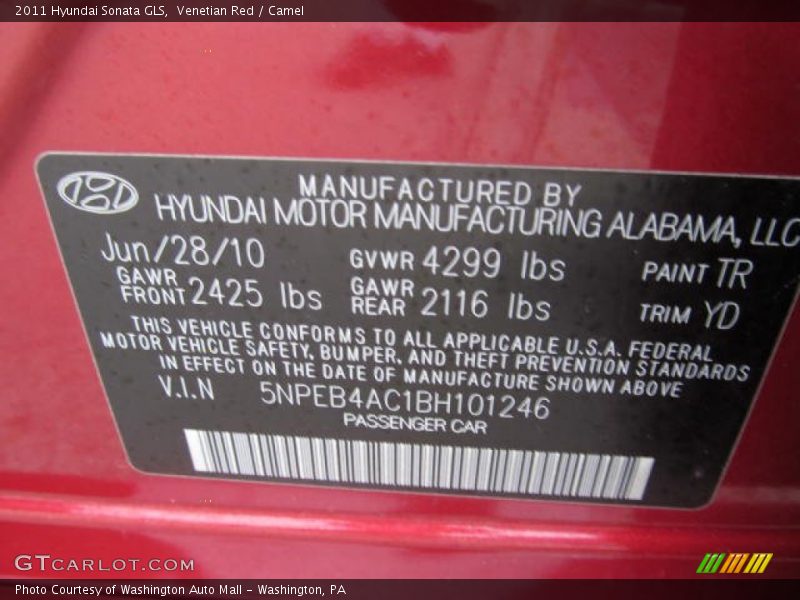 2011 Hyundai Sonata GLS, Venetian Red / Camel
MANUFACTURED BY
HYUNDAI MOTOR MANUFACTURING ALABAMA, LLC
Jun/28/10 GVWR 4299 lbs PAINT TR
GAWR FRONT 2425 lbs GAWR REAR 2116 lbs TRIM YD
THIS VEHICLE CONFORMS TO ALL APPLICABLE U.S.A. FEDERAL
MOTOR VEHICLE SAFETY, BUMPER, AND THEFT PREVENTION STANDARDS
IN EFFECT ON THE DATE OF MANUFACTURE SHOWN ABOVE
V.I.N 5NPEB4AC1BH101246
PASSENGER CAR
GTCARLOT.COM
Photo Courtesy of Washington Auto Mall - Washington, PA